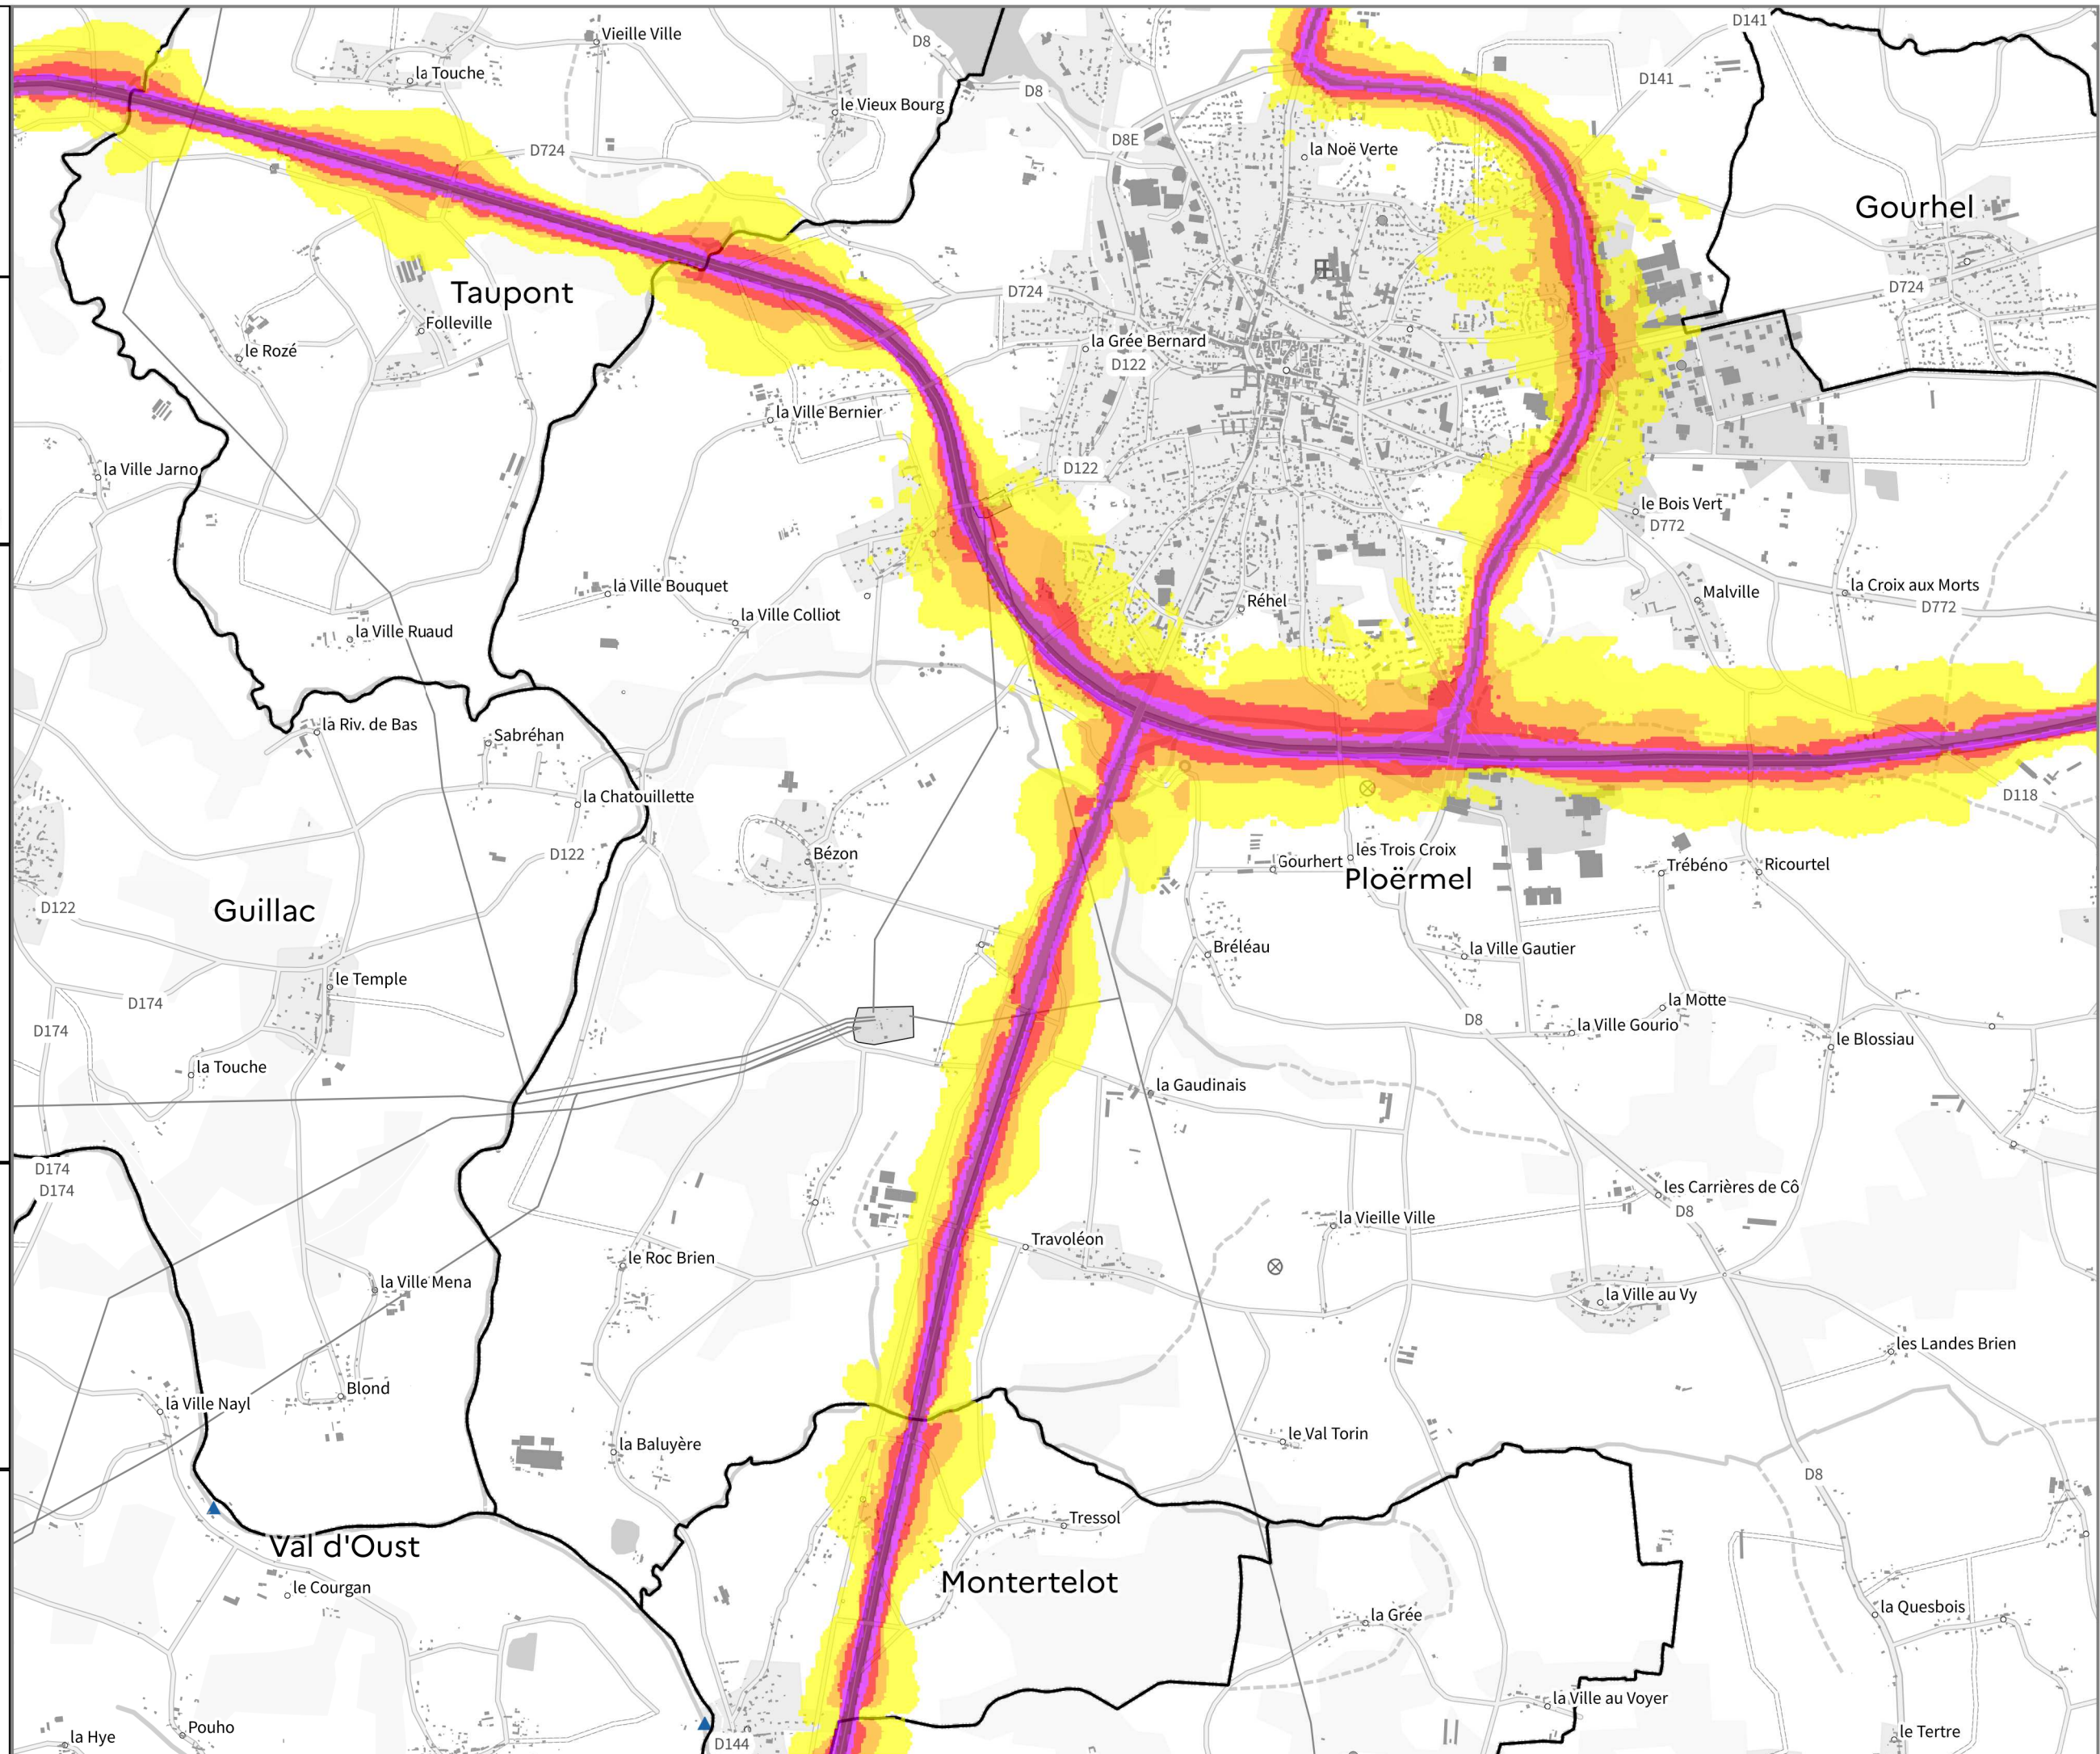 D141
Vieille Ville
D8
la Touche
D141
D8
le Vieux Bourg
D8E
D724
la Noë Verte
Gourhel
D724
D724
Taupont
Folleville
la Grée Bernard
le Rozé
D122
la Ville Bernier
D122
la Ville Jarno
le Bois Vert
D772
la Ville Bouquet
la Croix aux Morts
Malville
Réhel
D772
la Ville Colliot
la Ville Ruaud
la Riv. de Bas
Sabréhan
la Chatouillette
D118
les Trois Croix
Bézon
D122
Gourhert
Trébéno
Ricourtel
Ploërmel
D122
Guillac
Bréléau
la Ville Gautier
le Temple
D174
la Motte
D8
la Ville Gourio
D174
le Blossiau
la Touche
la Gaudinais
D174
D174
les Carrières de Cô
D8
la Vieille Ville
Travoléon
le Roc Brien
la Ville Mena
la Ville au Vy
les Landes Brien
Blond
la Ville Nayl
le Val Torin
la Baluyère
D8
Tressol
Val d'Oust
Montertelot
le Courgan
la Quesbois
la Grée
la Ville au Voyer
Pouho
le Tertre
la Hye
D144